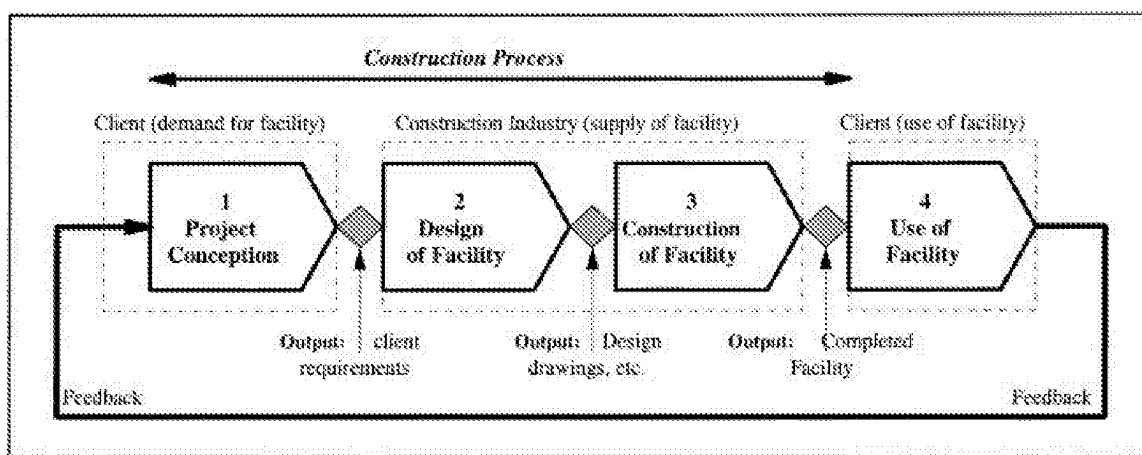 Construction Process
Client (demand for facility)
Construction Industry (supply of facility)
Client (use of facility)
1
Project
Conception
2
Design
of Facility
3
Construction
of Facility
4
Use of
Facility
Output: client
requirements
Output: Design
drawings, etc.
Output: Completed
Facility
Feedback
Feedback